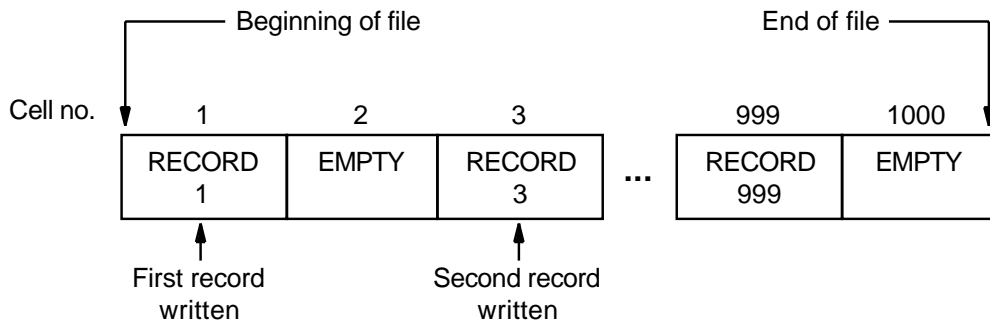 Beginning of file End of file
Cell no. 1 2 3 999 1000
RECORD EMPTY RECORD ... RECORD EMPTY
1 3 999
First record Second record
written written